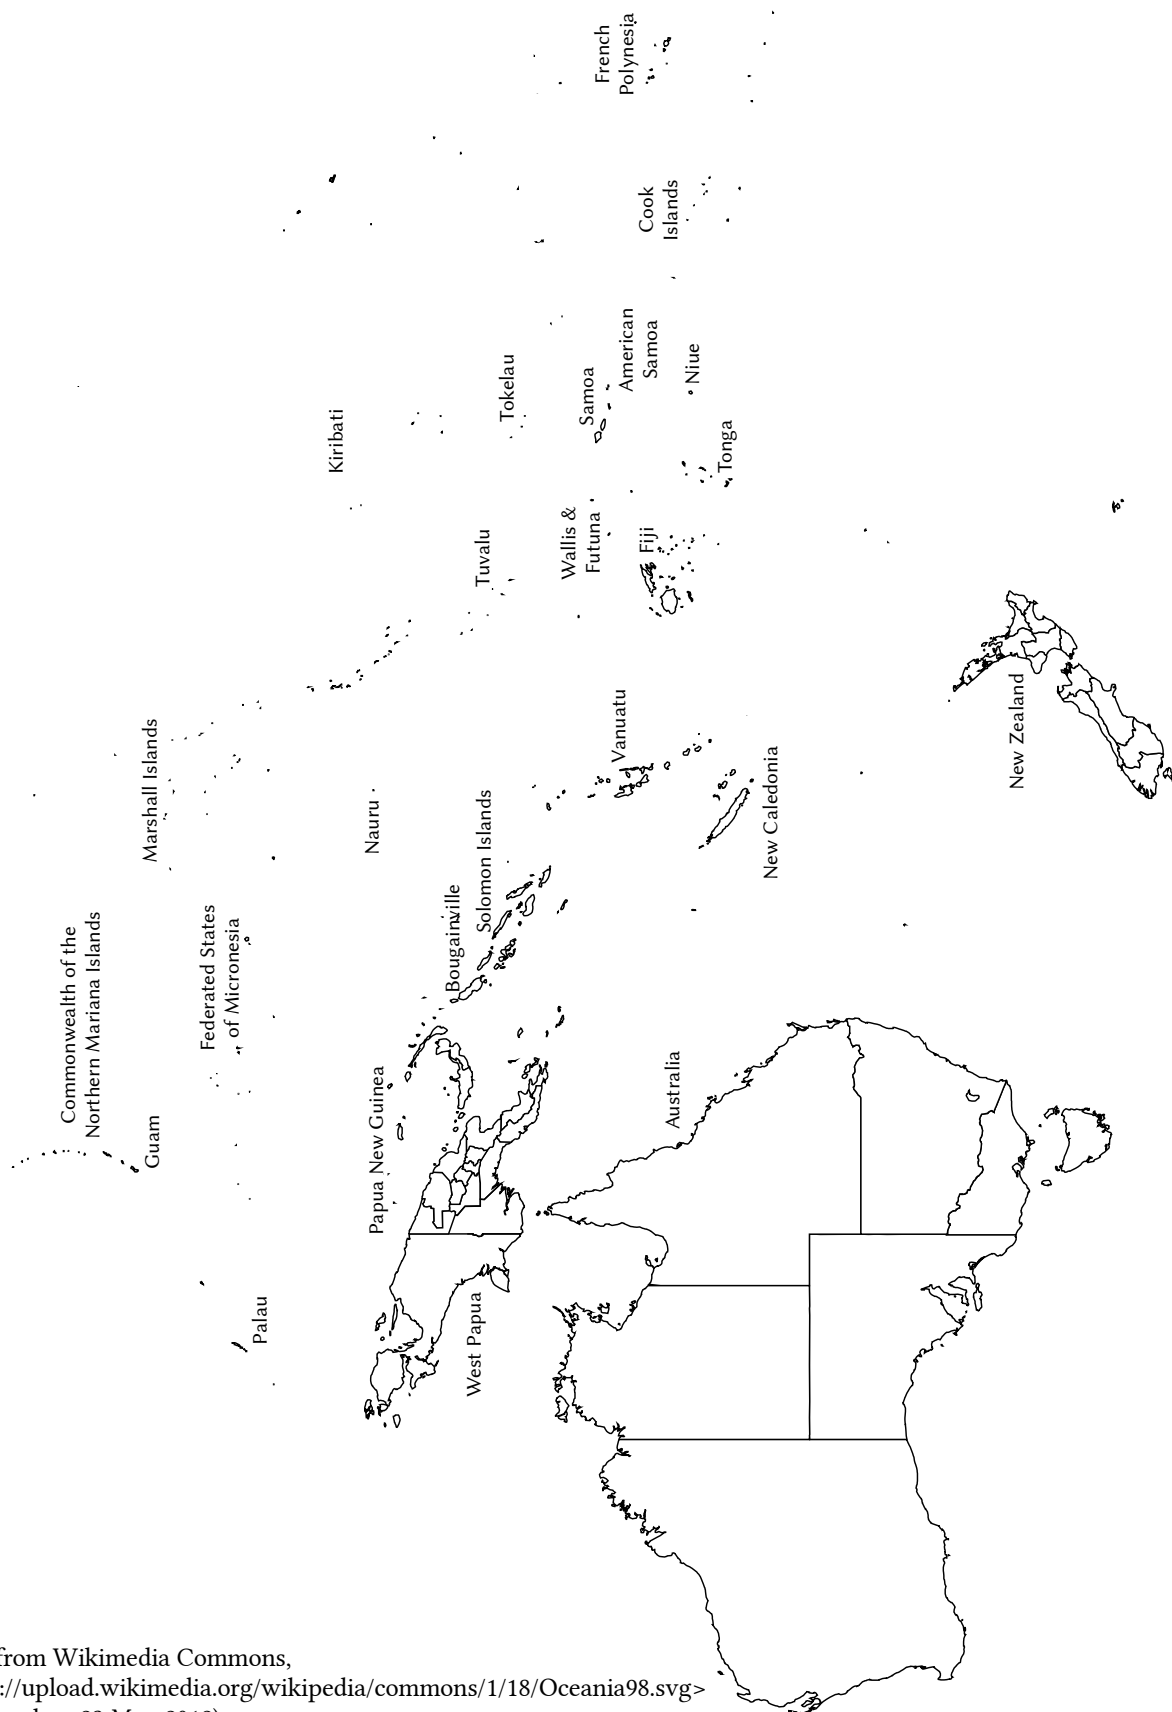 French
Polynesia
Cook
Islands
American
Samoa
Niue
Samoa
Tokelau
Kiribati
Tonga
Wallis &
Futuna
Fiji
Tuvalu
Vanuatu
New Zealand
New Caledonia
Marshall Islands
Nauru
Solomon Islands
Bougainville
Commonwealth of the
Northern Mariana Islands
Federated States
of Micronesia
Guam
Papua New Guinea
Australia
Palau
West Papua
from Wikimedia Commons,
://upload.wikimedia.org/wikipedia/commons/1/18/Oceania98.svg>